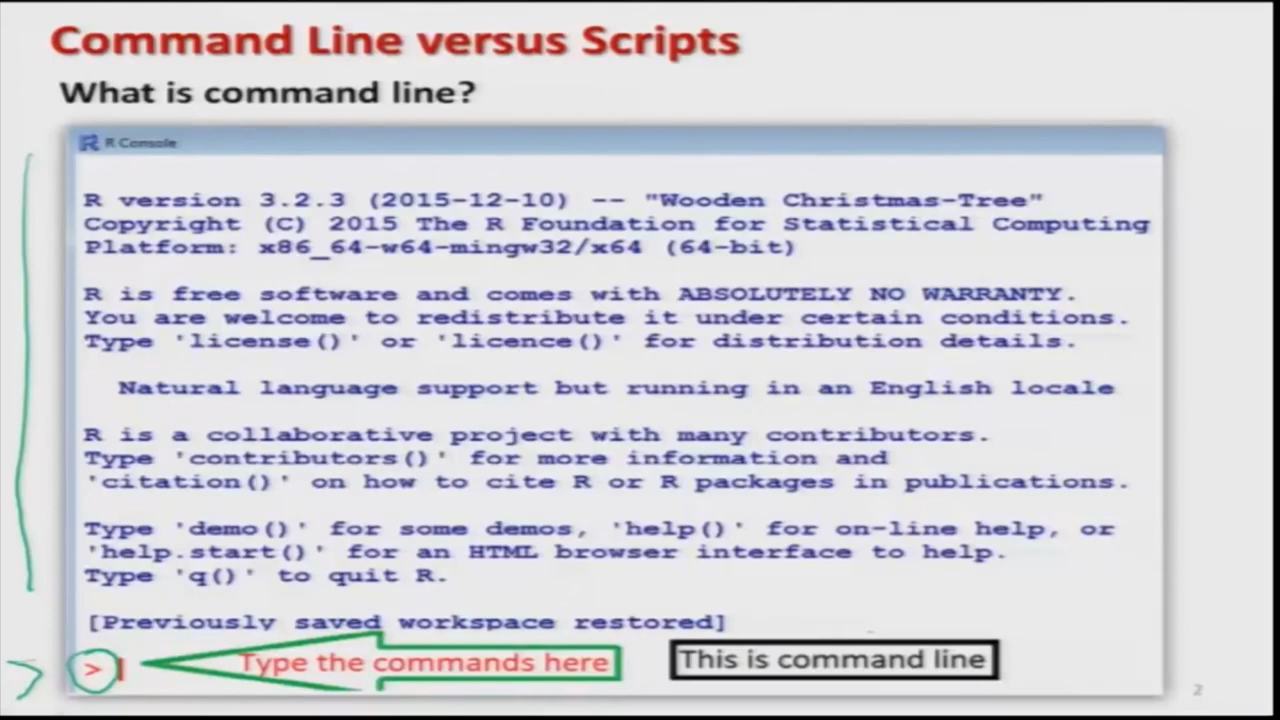 Command Line versus Scripts
What is command line?
R Console
R version 3.2.3 (2015-12-10) -- "Wooden Christmas-Tree"
Copyright (C) 2015 The R Foundation for Statistical Computing
Platform: x86_64-w64-mingw32/x64 (64-bit)
R is free software and comes with ABSOLUTELY NO WARRANTY.
You are welcome to redistribute it under certain conditions.
Type 'license()' or 'licence()' for distribution details.
Natural language support but running in an English locale
R is a collaborative project with many contributors.
Type 'contributors()' for more information and
'citation()' on how to cite R or R packages in publications.
Type 'demo()' for some demos, 'help()' for on-line help, or
'help.start()' for an HTML browser interface to help.
Type 'q()' to quit R.
[Previously saved workspace restored]
> > | Type the commands here This is command line
2